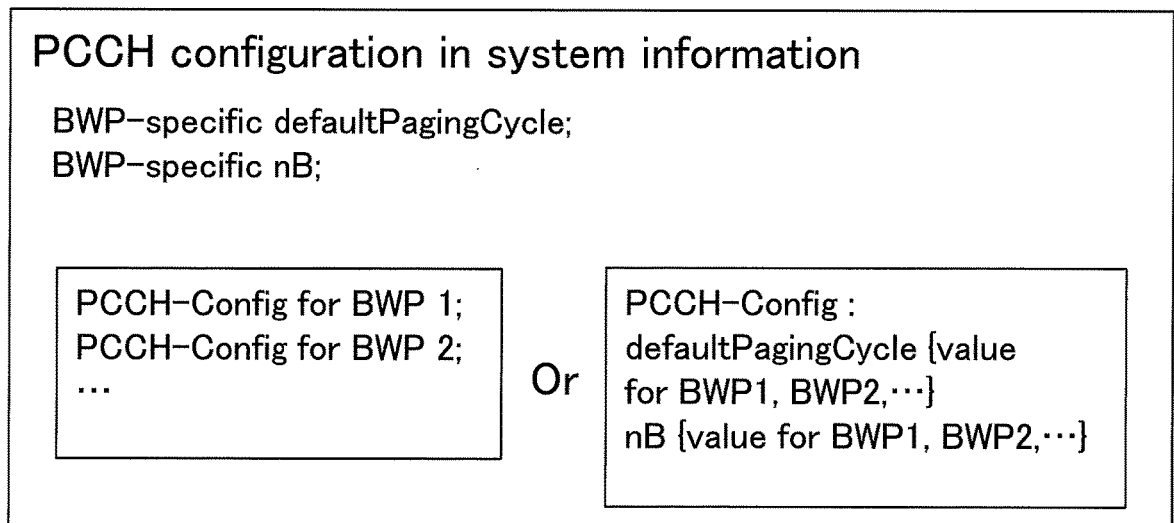 PCCH configuration in system information
BWP-specific defaultPagingCycle;
BWP-specific nB;
PCCH-Config for BWP 1;
PCCH-Config for BWP 2;
…
Or
PCCH-Config :
defaultPagingCycle {value
for BWP1, BWP2,…}
nB {value for BWP1, BWP2,…}